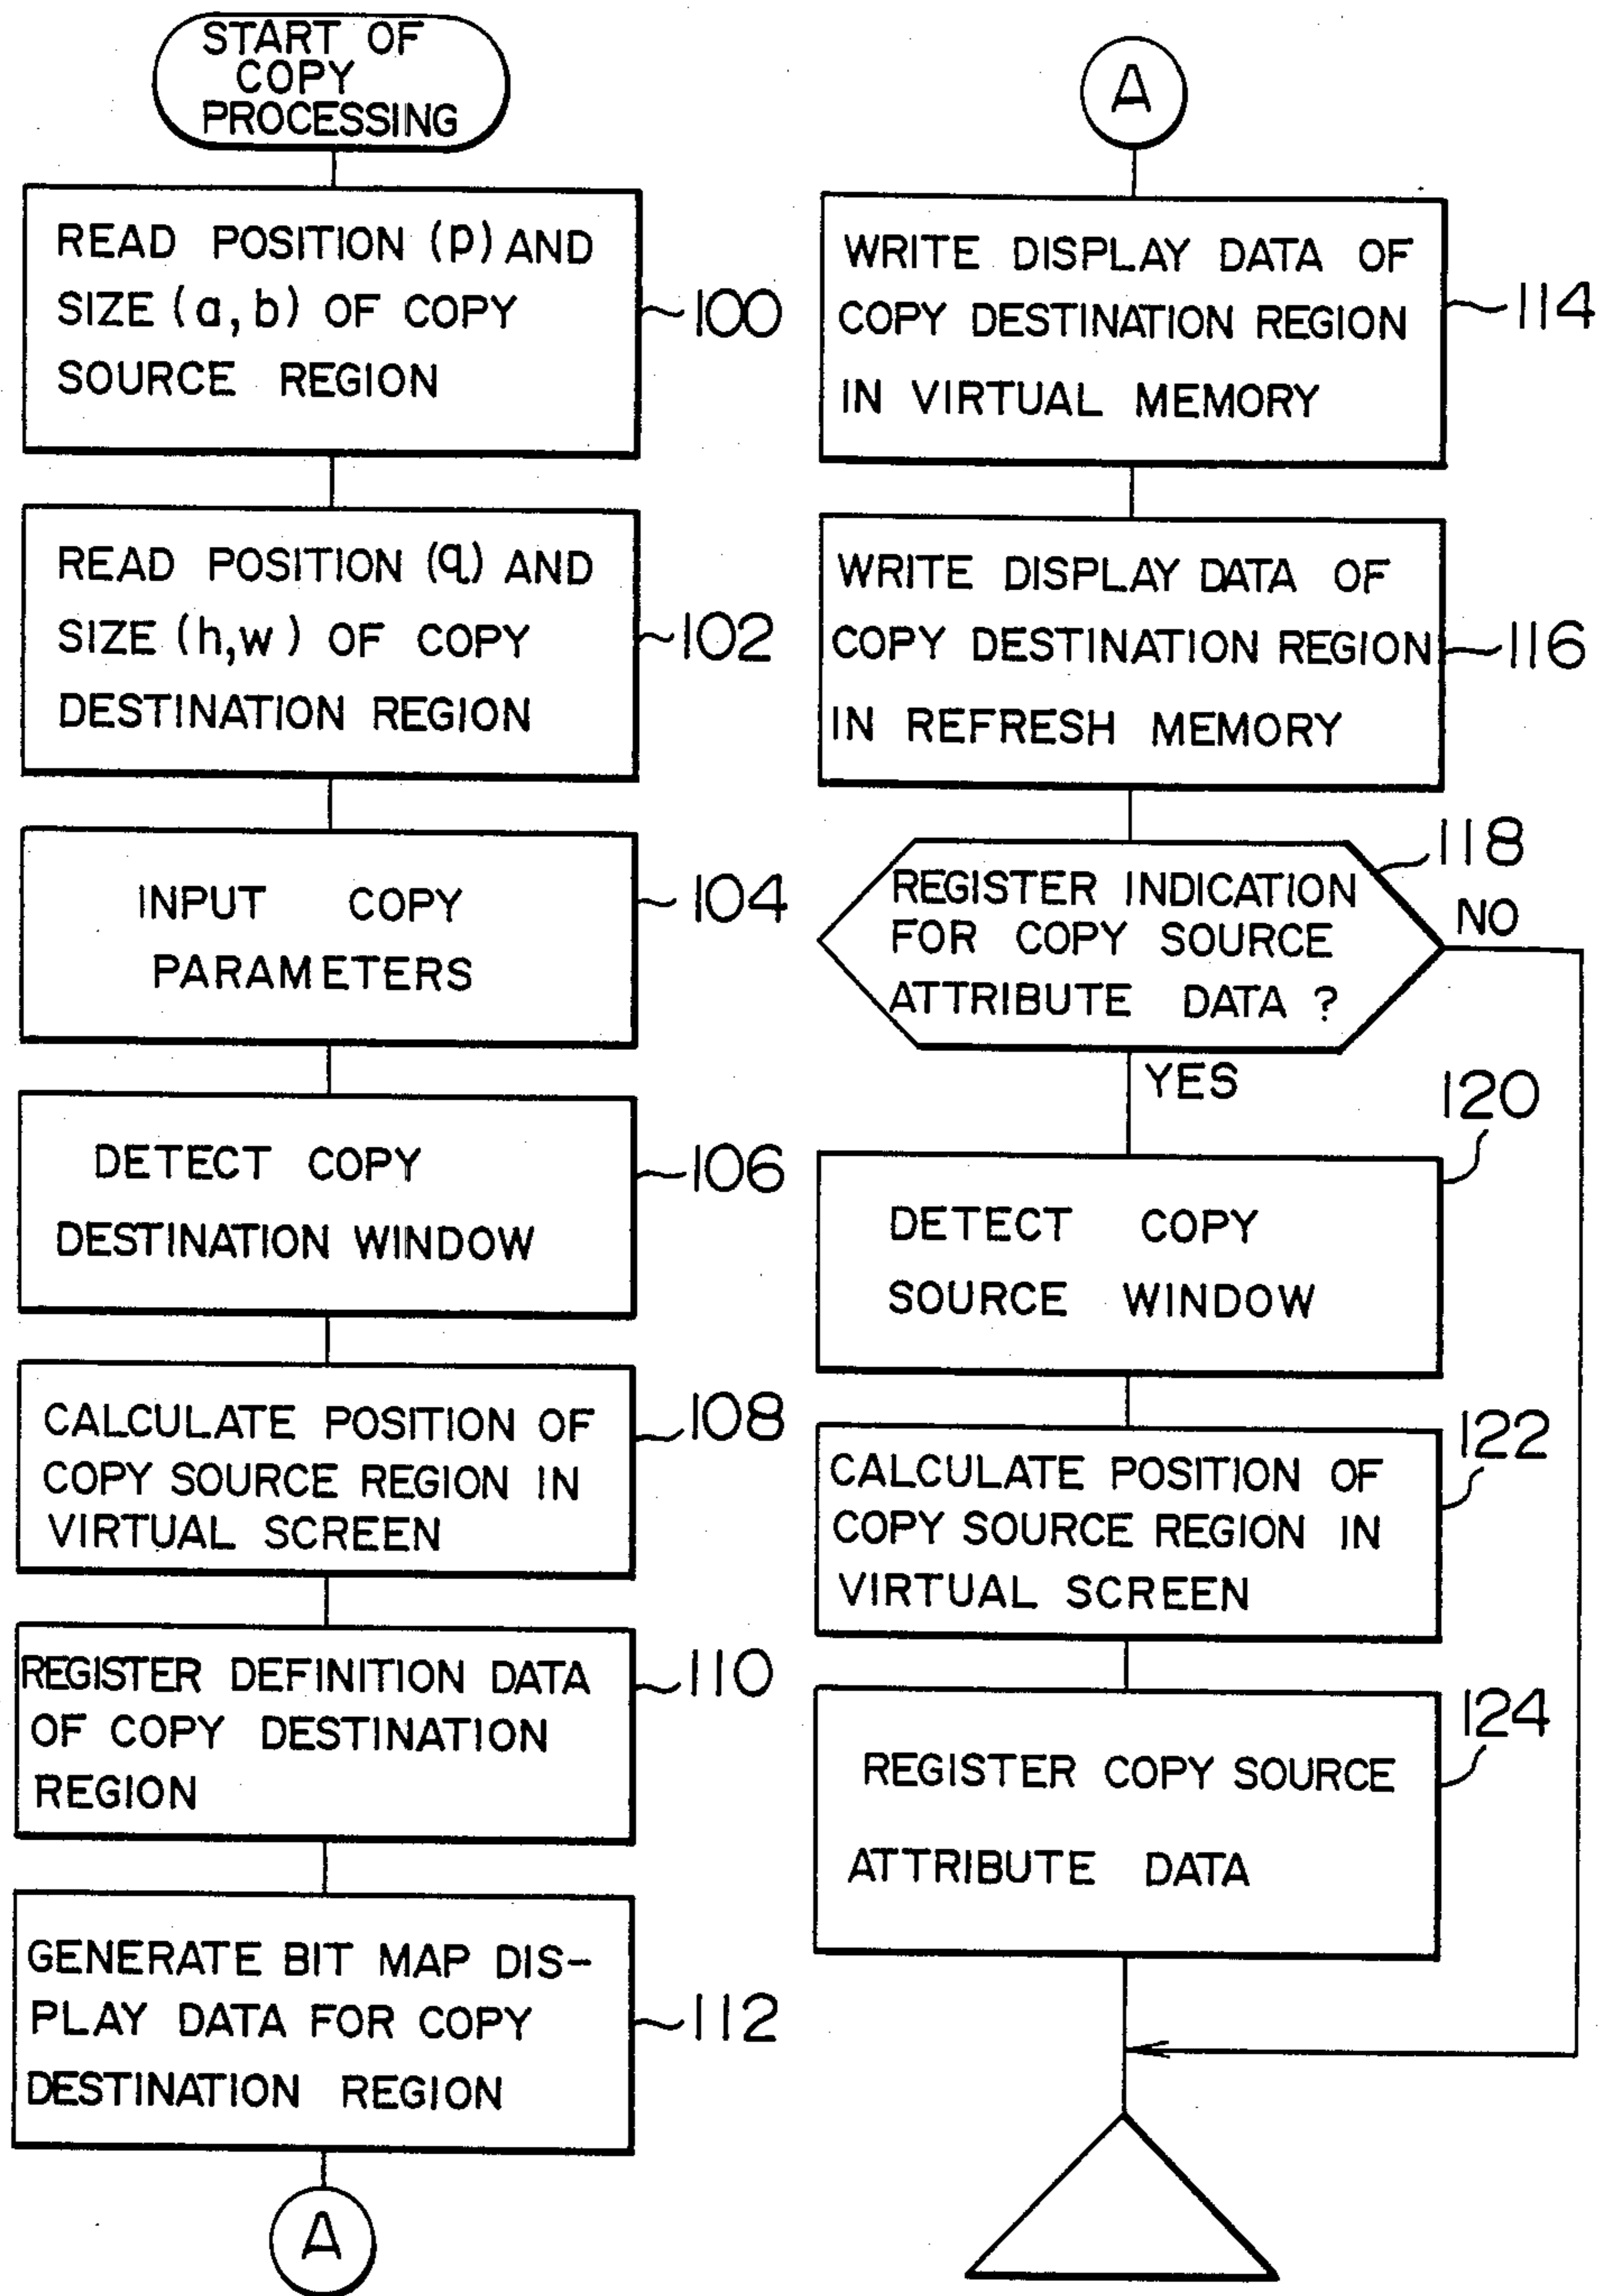 START OF
COPY
PROCESSING
READ POSITION (p) AND
SIZE (a, b) OF COPY
SOURCE REGION
100
READ POSITION (q) AND
SIZE (h,w) OF COPY
DESTINATION REGION
102
INPUT COPY
PARAMETERS
104
DETECT COPY
DESTINATION WINDOW
106
CALCULATE POSITION OF
COPY SOURCE REGION IN
VIRTUAL SCREEN
108
REGISTER DEFINITION DATA
OF COPY DESTINATION
REGION
110
GENERATE BIT MAP DIS-
PLAY DATA FOR COPY
DESTINATION REGION
112
A
A
WRITE DISPLAY DATA OF
COPY DESTINATION REGION
IN VIRTUAL MEMORY
114
WRITE DISPLAY DATA OF
COPY DESTINATION REGION
IN REFRESH MEMORY
116
REGISTER INDICATION
FOR COPY SOURCE
ATTRIBUTE DATA ?
118
NO
YES
DETECT COPY
SOURCE WINDOW
120
CALCULATE POSITION OF
COPY SOURCE REGION IN
VIRTUAL SCREEN
122
REGISTER COPY SOURCE
ATTRIBUTE DATA
124